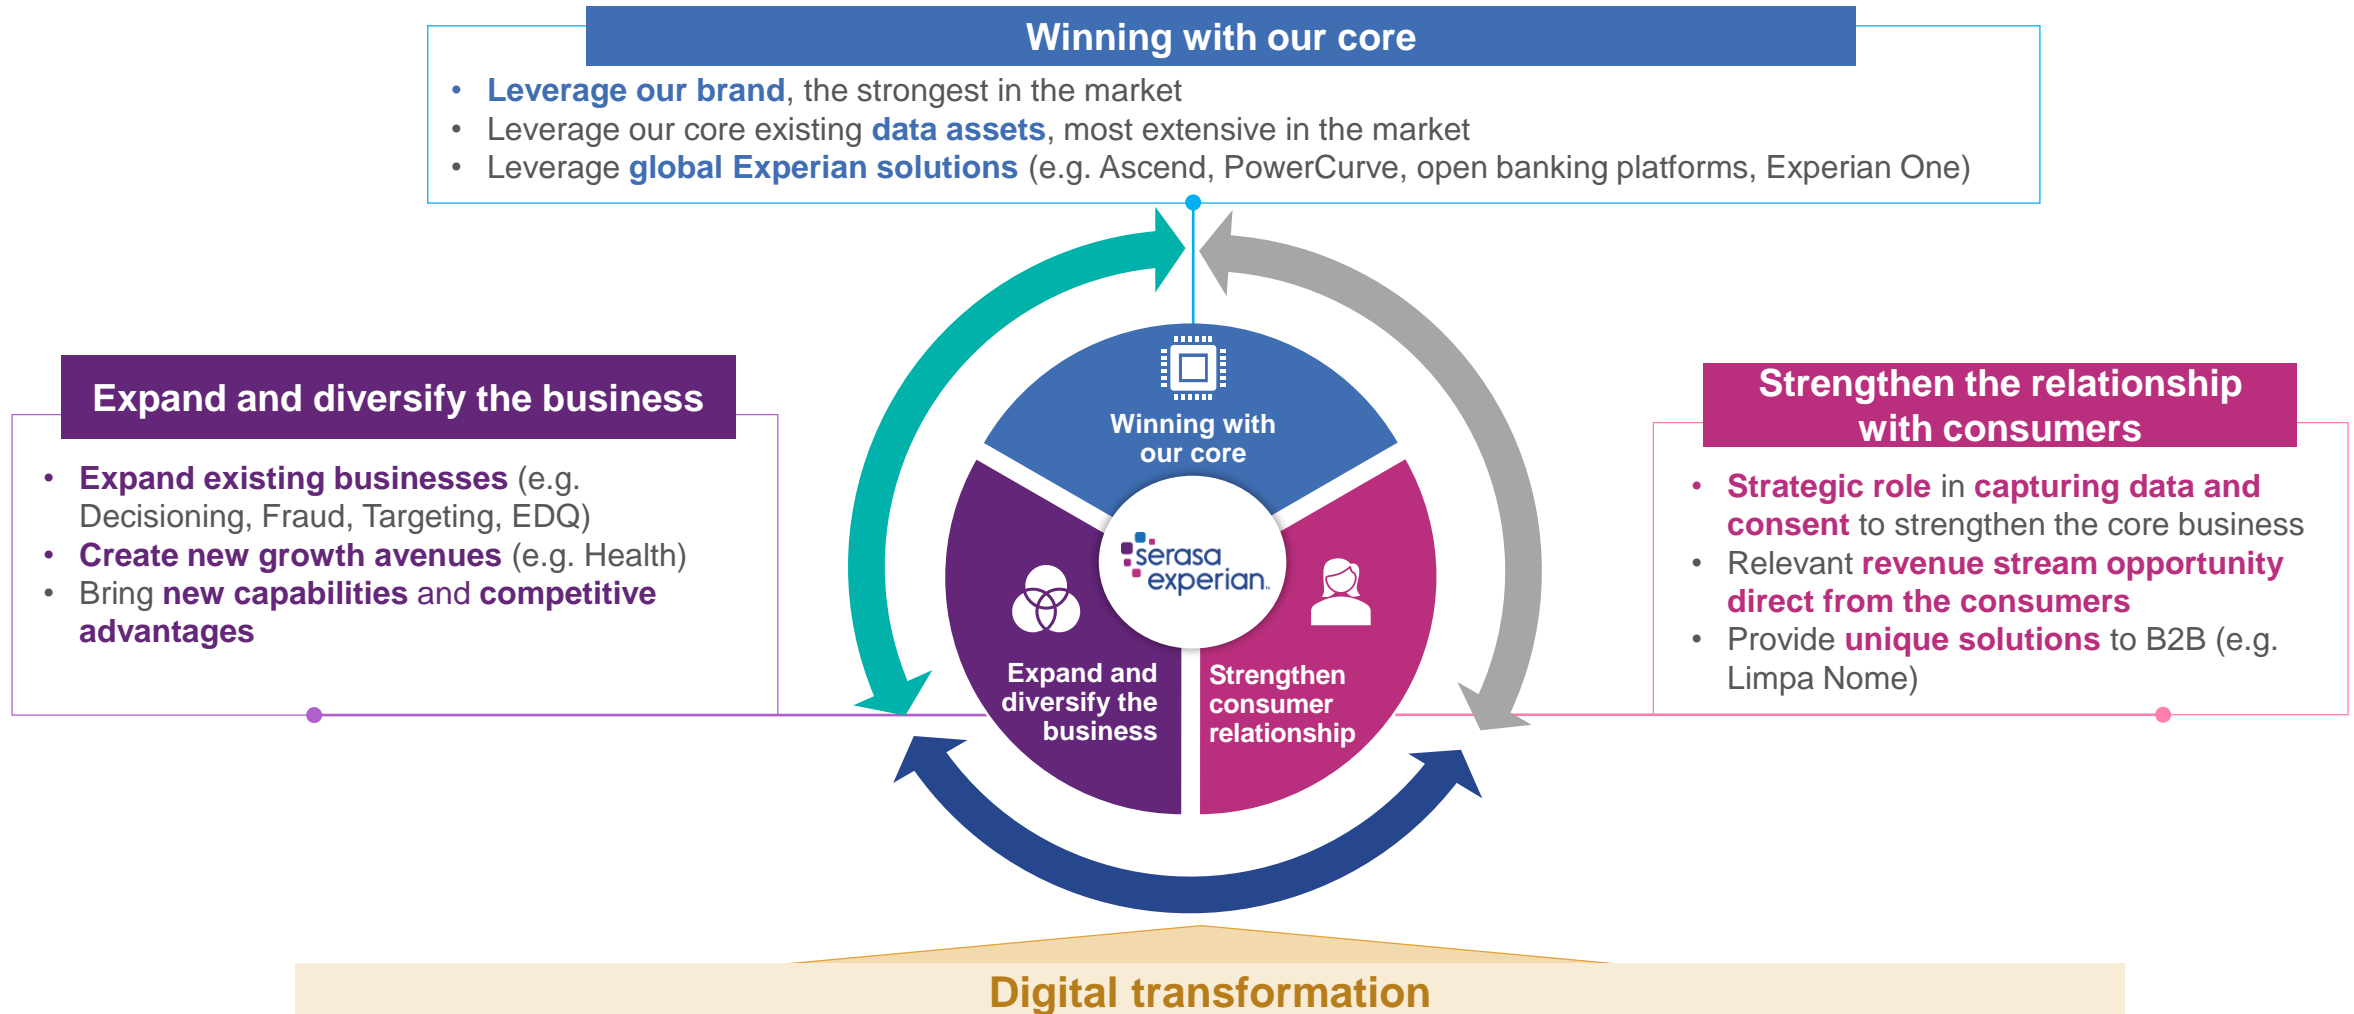 Winning with our core
• Leverage our brand, the strongest in the market
• Leverage our core existing data assets, most extensive in the market
• Leverage global Experian solutions (e.g. Ascend, PowerCurve, open banking platforms, Experian One)
Expand and diversify the business
• Expand existing businesses (e.g.
Decisioning, Fraud, Targeting, EDQ)
• Create new growth avenues (e.g. Health)
• Bring new capabilities and competitive
advantages
Winning with
our core
serasa
experian
Expand and
diversify the
business
Strengthen
consumer
relationship
Strengthen the relationship
with consumers
• Strategic role in capturing data and
consent to strengthen the core business
• Relevant revenue stream opportunity
direct from the consumers
• Provide unique solutions to B2B (e.g.
Limpa Nome)
Digital transformation